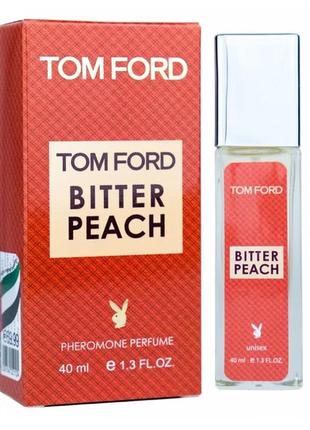 TOM FORD
TOM FORD
BITTER
PEACH
PHEROMONE PERFUME
40 ml e 1.3 FL.OZ.
TOM FORD
BITTER
PEACH
unisex
40 ml e 1.3 FL.OZ.